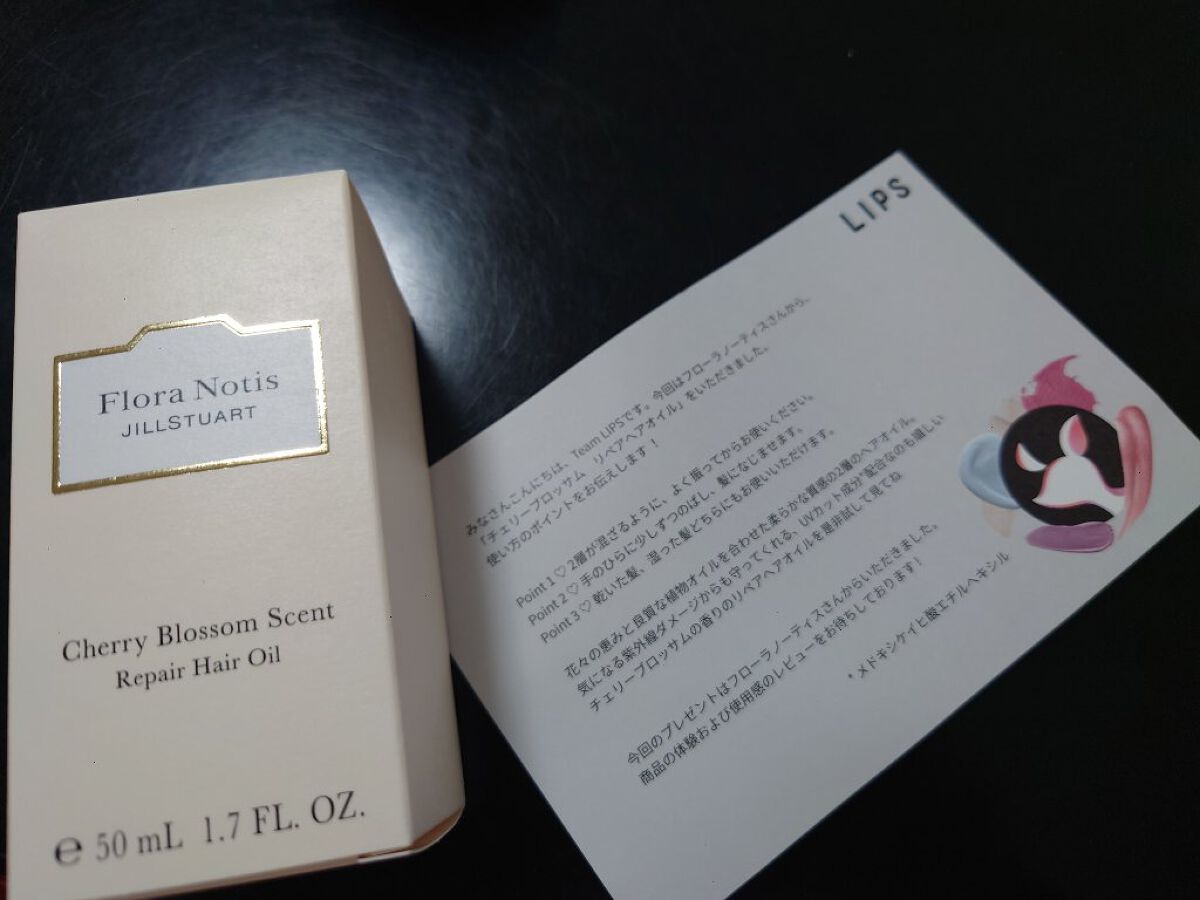 Flora Notis
JILLSTUART
Cherry Blossom Scent
Repair Hair Oil
℮ 50 mL 1.7 FL. OZ.
LIPS
みなさんこんにちは、Team LIPSです。今回はフローラノーティスさんから、
「チェリーブロッサム リペアヘアオイル」をいただきました。
使い方のポイントをお伝えします！
Point 1 ♡ 2層が混ざるように、よく振ってからお使いください。
Point 2 ♡ 手のひらに少しずつのばし、髪になじませます。
Point 3 ♡ 乾いた髪、湿った髪どちらにもお使いいただけます。
花々の恵みと良質な植物オイルを合わせた柔らかな質感の2層のヘアオイル。
気になる紫外線ダメージからも守ってくれる、UVカット成分*配合なのも嬉しい
チェリーブロッサムの香りのリペアヘアオイルを是非試して見てね
今回のプレゼントはフローラノーティスさんからいただきました。
商品の体験および使用感のレビューをお待ちしております！
* メトキシケイヒ酸エチルヘキシル